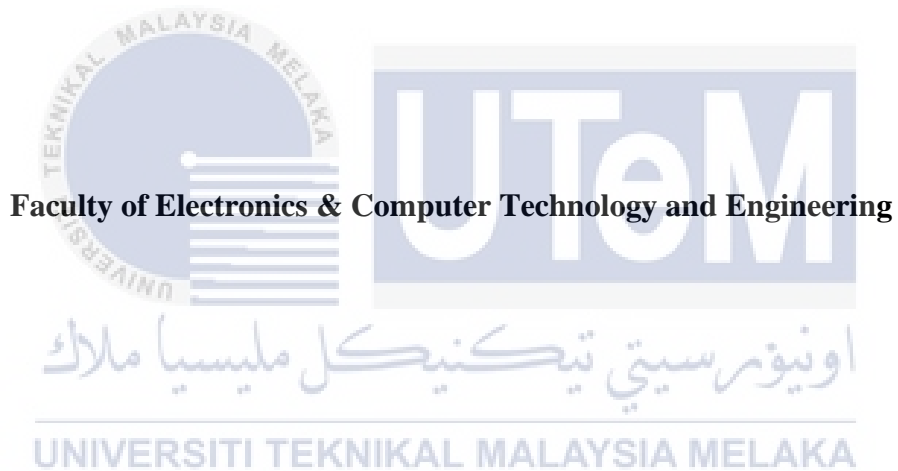 UNIVERSITI TEKNIKAL MALAYSIA MELAKA
UTeM
Faculty of Electronics & Computer Technology and Engineering
اونيۏرسيتي تيكنيكل مليسيا ملاك
UNIVERSITI TEKNIKAL MALAYSIA MELAKA